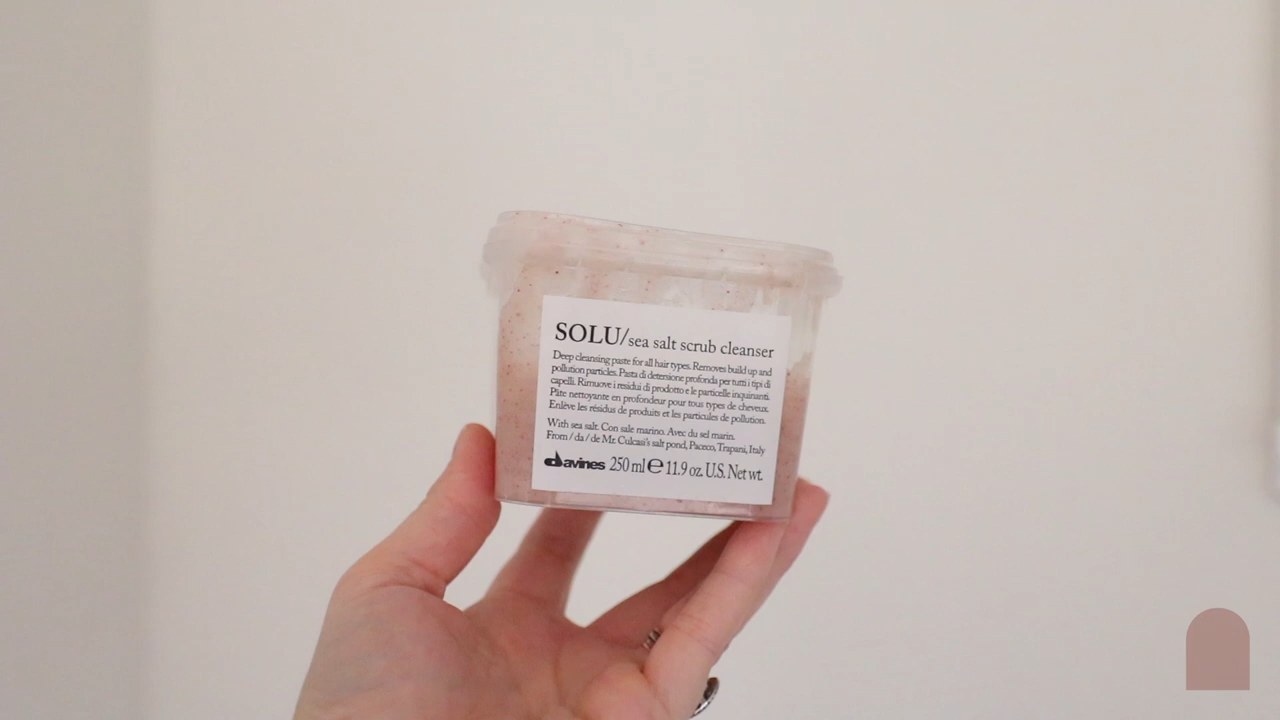 SOLU/sea salt scrub cleanser
Deep cleansing paste for all hair types. Removes build up and
pollution particles. Pasta di detersione profonda per tutti i tipi di
capelli. Rimuove i residui di prodotto e le particelle inquinanti.
Pâte nettoyante en profondeur pour tous types de cheveux.
Enlève les résidus de produits et les particules de pollution.
With sea salt. Con sale marino. Avec du sel marin.
From / da / de Mr. Culcasi's salt pond, Paceco, Trapani, Italy
davines 250 ml ℮ 11.9 oz. U.S. Net wt.